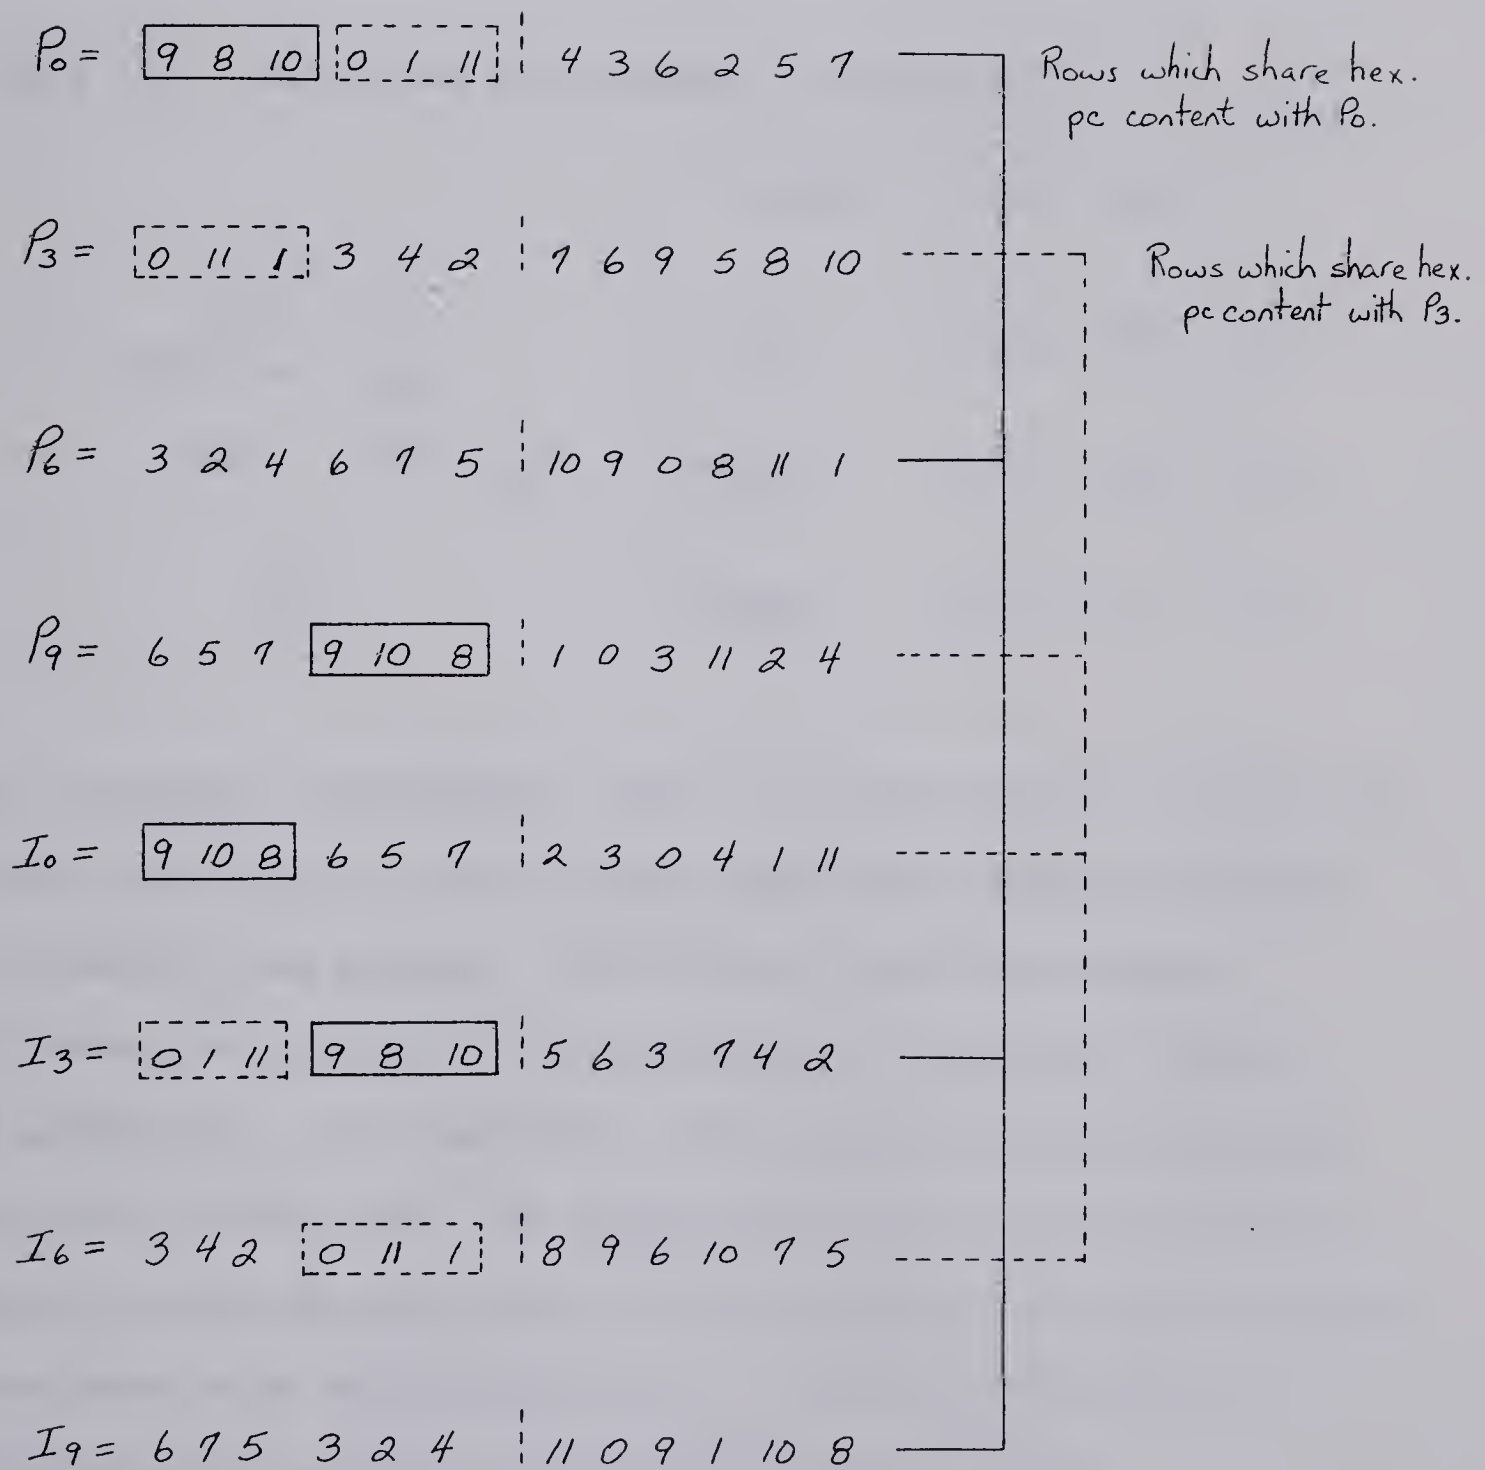 P₀ = 9 8 10 0 1 11 4 3 6 2 5 7
Rows which share hex.
pc content with P₀.
P₃ = 0 11 1 3 4 2 7 6 9 5 8 10
Rows which share hex.
pc content with P₃.
P₆ = 3 2 4 6 7 5 10 9 0 8 11 1
P₉ = 6 5 7 9 10 8 1 0 3 11 2 4
I₀ = 9 10 8 6 5 7 2 3 0 4 1 11
I₃ = 0 1 11 9 8 10 5 6 3 7 4 2
I₆ = 3 4 2 0 11 1 8 9 6 10 7 5
I₉ = 6 7 5 3 2 4 11 0 9 1 10 8